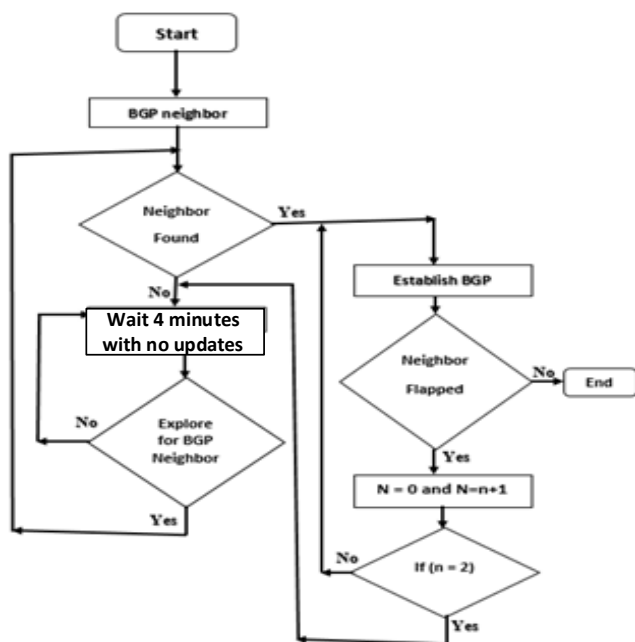 Start
BGP neighbor
Neighbor
Found
Yes
No
Establish BGP
Wait 4 minutes
with no updates
Neighbor
Flapped
No
End
No
Explore
for BGP
Neighbor
Yes
Yes
N = 0 and N=n+1
No
If (n = 2)
Yes